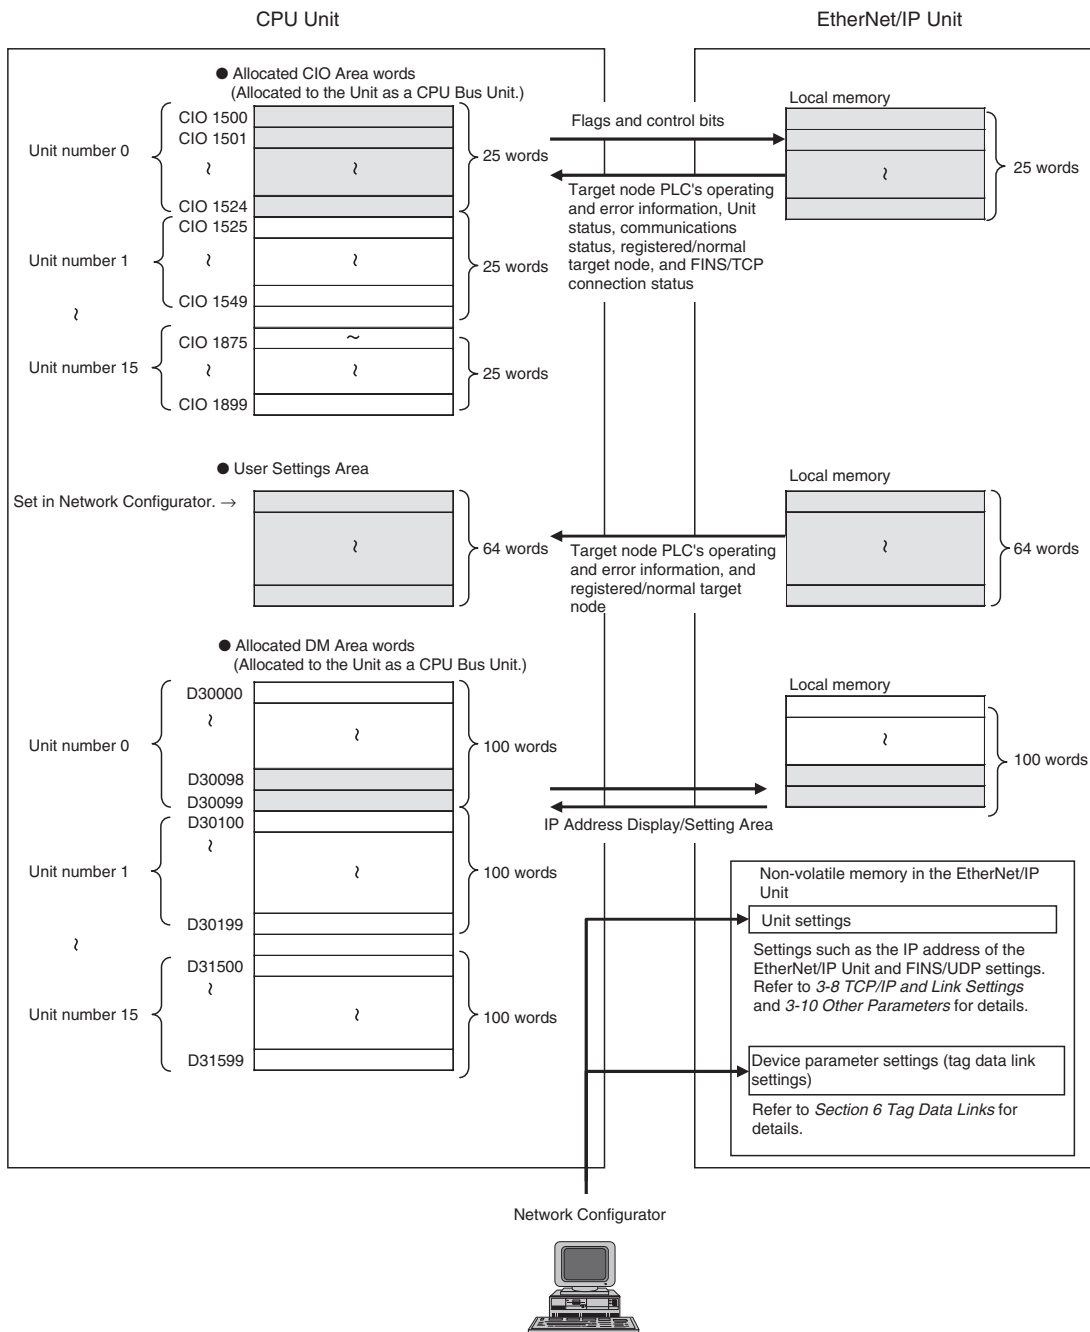 CPU Unit
EtherNet/IP Unit
● Allocated CIO Area words
(Allocated to the Unit as a CPU Bus Unit.)
CIO 1500
CIO 1501
~
CIO 1524
Unit number 0
~
25 words
CIO 1525
~
CIO 1549
Unit number 1
~
25 words
~
CIO 1875
~
CIO 1899
Unit number 15
~
~
25 words
Flags and control bits
Target node PLC's operating
and error information, Unit
status, communications
status, registered/normal
target node, and FINS/TCP
connection status
Local memory
~
25 words
● User Settings Area
Set in Network Configurator. →
~
64 words
Target node PLC's operating
and error information, and
registered/normal target
node
Local memory
~
64 words
● Allocated DM Area words
(Allocated to the Unit as a CPU Bus Unit.)
D30000
~
D30098
D30099
Unit number 0
~
100 words
D30100
~
D30199
Unit number 1
~
100 words
~
D31500
~
D31599
Unit number 15
~
100 words
IP Address Display/Setting Area
Local memory
~
100 words
Non-volatile memory in the EtherNet/IP
Unit
Unit settings
Settings such as the IP address of the
EtherNet/IP Unit and FINS/UDP settings.
Refer to 3-8 TCP/IP and Link Settings
and 3-10 Other Parameters for details.
Device parameter settings (tag data link
settings)
Refer to Section 6 Tag Data Links for
details.
Network Configurator